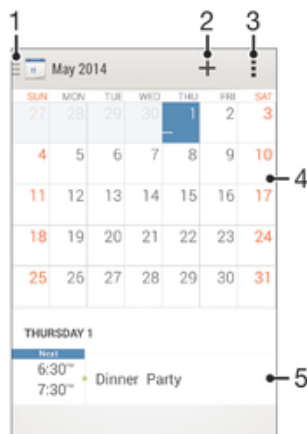 1 2 3
May 2014
SUN MON TUE WED THU FRI SAT
27 28 29 30 1 2 3
4 5 6 7 8 9 10
4
11 12 13 14 15 16 17
18 19 20 21 22 23 24
25 26 27 28 29 30 31
THURSDAY 1
Next
6:30PM
Dinner Party 5
7:30PM